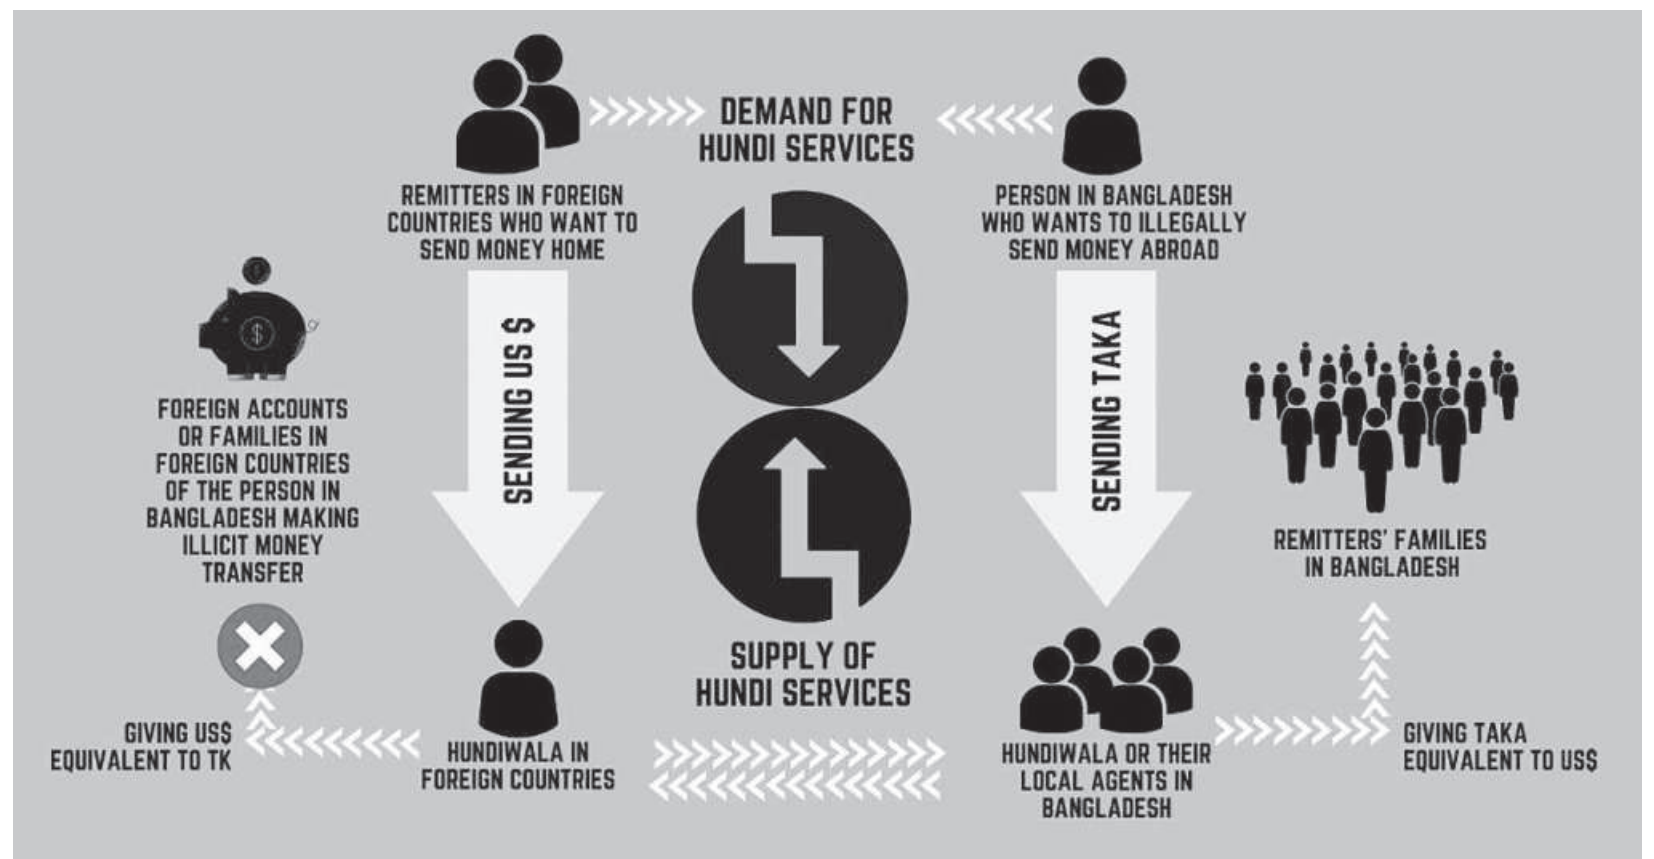 DEMAND FOR
HUNDI SERVICES
REMITTERS IN FOREIGN
COUNTRIES WHO WANT TO
SEND MONEY HOME
PERSON IN BANGLADESH
WHO WANTS TO ILLEGALLY
SEND MONEY ABROAD
$
$
FOREIGN ACCOUNTS
OR FAMILIES IN
FOREIGN COUNTRIES
OF THE PERSON IN
BANGLADESH MAKING
ILLICIT MONEY
TRANSFER
SENDING US $
SENDING TAKA
REMITTERS' FAMILIES
IN BANGLADESH
SUPPLY OF
HUNDI SERVICES
GIVING US$
EQUIVALENT TO TK
HUNDIWALA IN
FOREIGN COUNTRIES
HUNDIWALA OR THEIR
LOCAL AGENTS IN
BANGLADESH
GIVING TAKA
EQUIVALENT TO US$